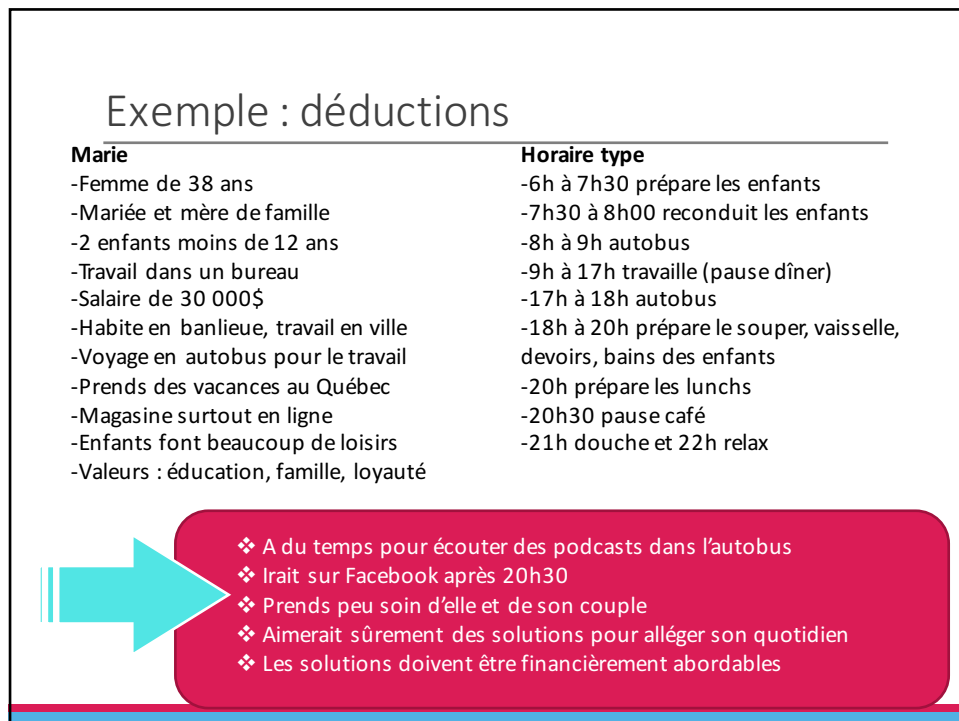 Exemple : déductions
Marie
-Femme de 38 ans
-Mariée et mère de famille
-2 enfants moins de 12 ans
-Travail dans un bureau
-Salaire de 30 000$
-Habite en banlieue, travail en ville
-Voyage en autobus pour le travail
-Prends des vacances au Québec
-Magasine surtout en ligne
-Enfants font beaucoup de loisirs
-Valeurs : éducation, famille, loyauté
Horaire type
-6h à 7h30 prépare les enfants
-7h30 à 8h00 reconduit les enfants
-8h à 9h autobus
-9h à 17h travaille (pause dîner)
-17h à 18h autobus
-18h à 20h prépare le souper, vaisselle,
devoirs, bains des enfants
-20h prépare les lunchs
-20h30 pause café
-21h douche et 22h relax
❖ A du temps pour écouter des podcasts dans l'autobus
❖ Irait sur Facebook après 20h30
❖ Prends peu soin d'elle et de son couple
❖ Aimerait sûrement des solutions pour alléger son quotidien
❖ Les solutions doivent être financièrement abordables